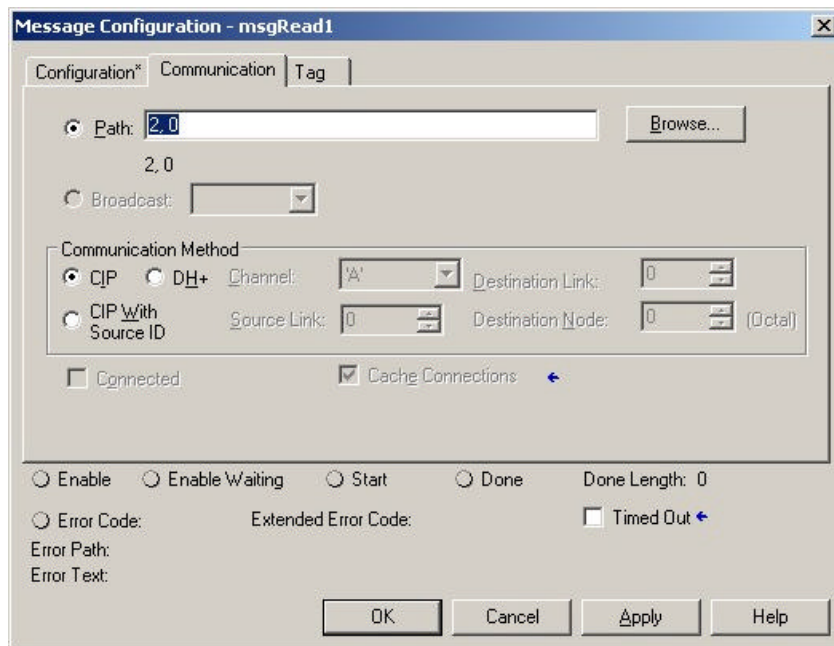 Message Configuration - msgRead1
Configuration* Communication Tag
Path: 2, 0 Browse...
2, 0
Broadcast:
Communication Method
CIP DH+ Channel: 'A' Destination Link: 0
CIP With Source ID Source Link: 0 Destination Node: 0 (Octal)
Connected Cache Connections
Enable Enable Waiting Start Done Done Length: 0
Error Code: Extended Error Code: Timed Out
Error Path:
Error Text:
OK Cancel Apply Help